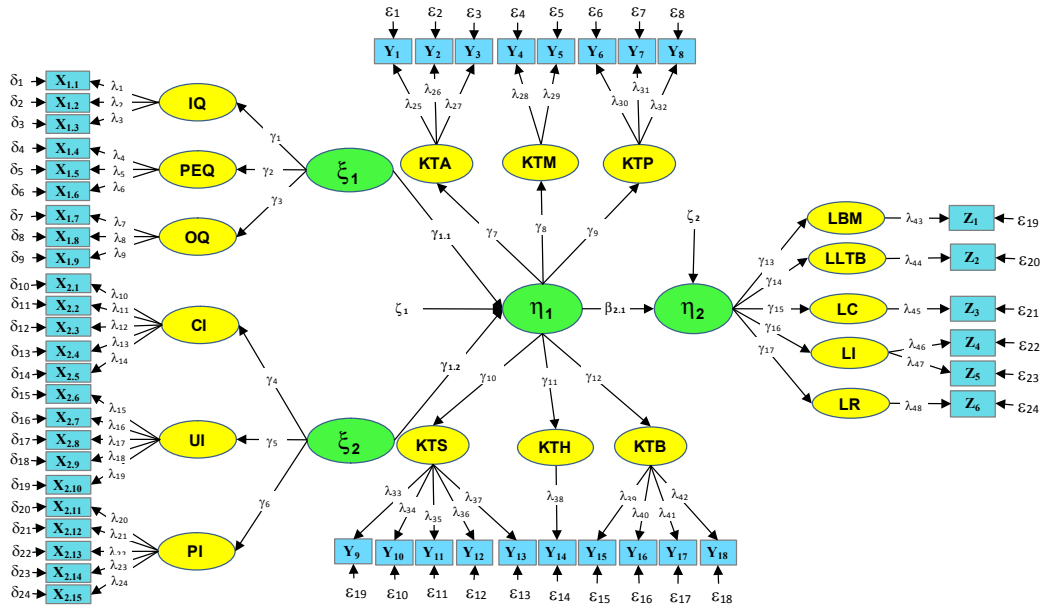 ε1 ε2 ε3 ε4 ε5 ε6 ε7 ε8
Y1 Y2 Y3 Y4 Y5 Y6 Y7 Y8
λ25 λ26 λ27 λ28 λ29 λ30 λ31 λ32
KTA KTM KTP
δ1 X1.1 λ1
δ2 X1.2 λ2 IQ
δ3 X1.3 λ3
δ4 X1.4 λ4
δ5 X1.5 λ5 PEQ
δ6 X1.6 λ6
δ7 X1.7 λ7
δ8 X1.8 λ8 OQ
δ9 X1.9 λ9
γ1
γ2 ξ1
γ3
δ10 X2.1 λ10
δ11 X2.2 λ11
δ12 X2.3 λ12 CI
δ13 X2.4 λ13
δ14 X2.5 λ14
δ15 X2.6 λ15
δ16 X2.7 λ16
δ17 X2.8 λ17 UI
δ18 X2.9 λ18
δ19 X2.10 λ19
δ20 X2.11 λ20
δ21 X2.12 λ21
δ22 X2.13 PI
δ23 X2.14 λ23
δ24 X2.15 λ24
γ4
γ5 ξ2
γ6
γ1.1 γ7 γ8 γ9
ζ1 η1 β2.1 η2
ζ2
γ1.2 γ10 γ11 γ12
γ13 LBM λ43 Z1 ε19
γ14 LLTB λ44 Z2 ε20
γ15 LC λ45 Z3 ε21
γ16 LI λ46 Z4 ε22
λ47 Z5 ε23
γ17 LR λ48 Z6 ε24
KTS KTH KTB
λ33 λ34 λ35 λ36 λ37 λ38 λ39 λ40 λ41 λ42
Y9 Y10 Y11 Y12 Y13 Y14 Y15 Y16 Y17 Y18
ε19 ε10 ε11 ε12 ε13 ε14 ε15 ε16 ε17 ε18